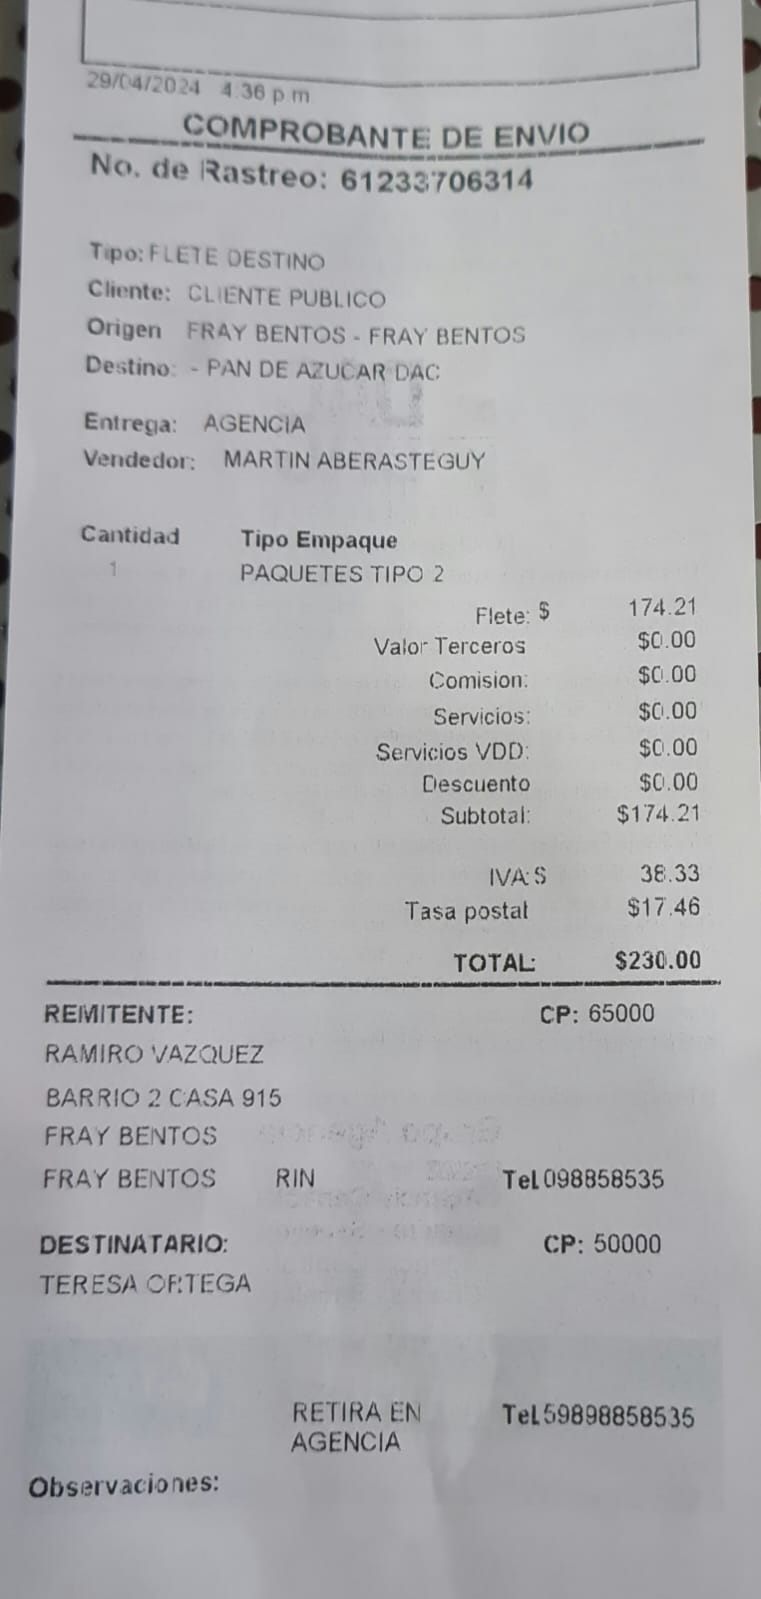 29/04/2024 4:36 p.m
COMPROBANTE DE ENVIO
No. de Rastreo: 61233706314
Tipo: FLETE DESTINO
Cliente: CLIENTE PUBLICO
Origen FRAY BENTOS - FRAY BENTOS
Destino: - PAN DE AZUCAR DAC
Entrega: AGENCIA
Vendedor: MARTIN ABERASTEGUY
Cantidad Tipo Empaque
1 PAQUETES TIPO 2
Flete: $ 174.21
Valor Terceros $0.00
Comision: $0.00
Servicios: $0.00
Servicios VDD: $0.00
Descuento $0.00
Subtotal: $174.21
IVA:$ 38.33
Tasa postal $17.46
TOTAL: $230.00
REMITENTE: CP: 65000
RAMIRO VAZQUEZ
BARRIO 2 CASA 915
FRAY BENTOS
FRAY BENTOS RIN Tel.098858535
DESTINATARIO: CP: 50000
TERESA ORTEGA
RETIRA EN Tel.59898858535
AGENCIA
Observaciones: